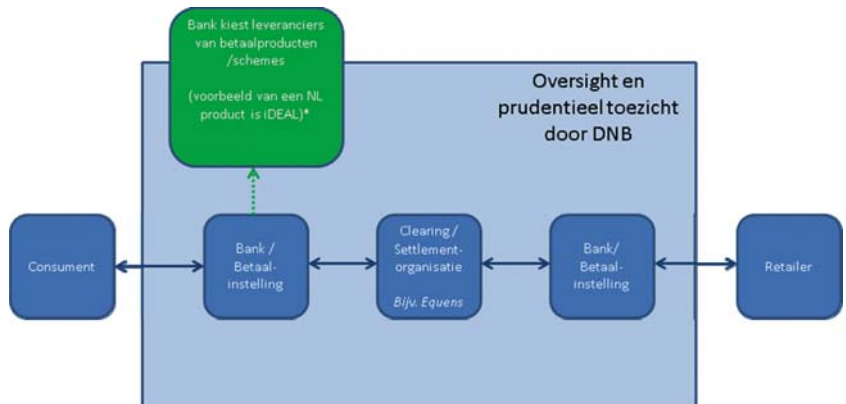 Bank kiest leveranciers
van betaalproducten
/schemes
(voorbeeld van een NL
product is iDEAL)*
Oversight en
prudentieel toezicht
door DNB
Consument
Bank /
Betaal-
instelling
Clearing /
Settlement-
organisatie
Bijv. Equens
Bank/
Betaal-
instelling
Retailer